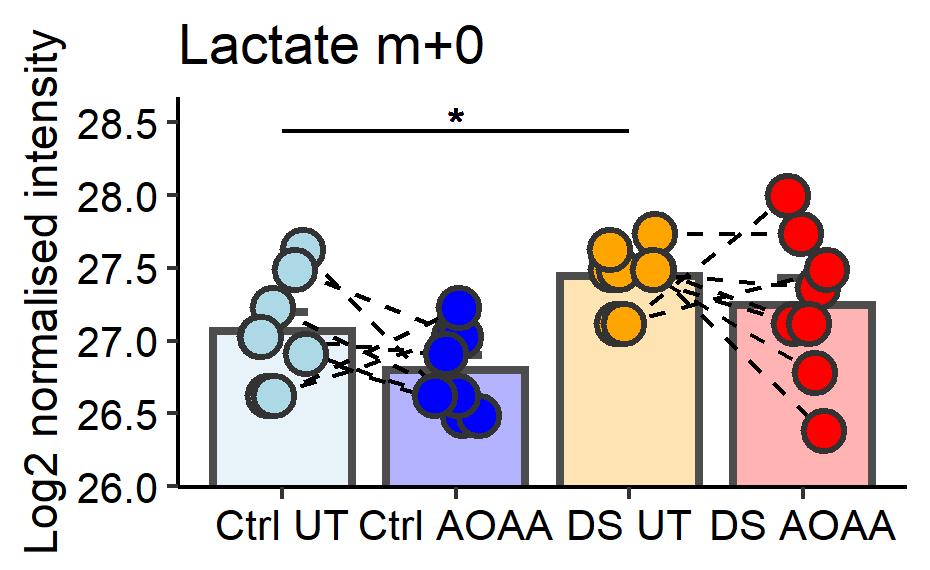 Lactate m+0
Log2 normalised intensity
*
28.5
28.0
27.5
27.0
26.5
26.0
Ctrl UT Ctrl AOAA DS UT DS AOAA